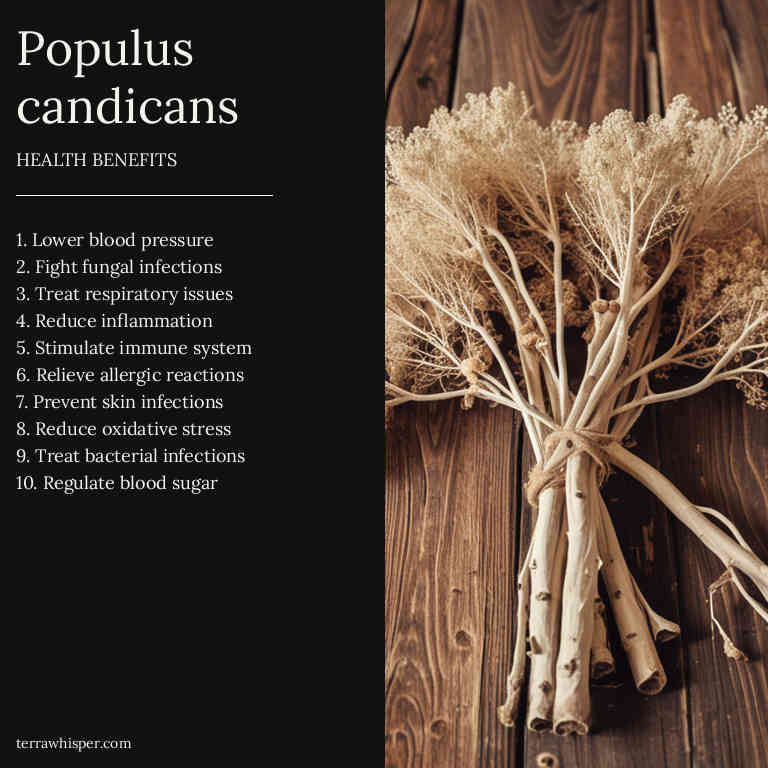 Populus
candicans
HEALTH BENEFITS
1. Lower blood pressure
2. Fight fungal infections
3. Treat respiratory issues
4. Reduce inflammation
5. Stimulate immune system
6. Relieve allergic reactions
7. Prevent skin infections
8. Reduce oxidative stress
9. Treat bacterial infections
10. Regulate blood sugar
terrawhisper.com